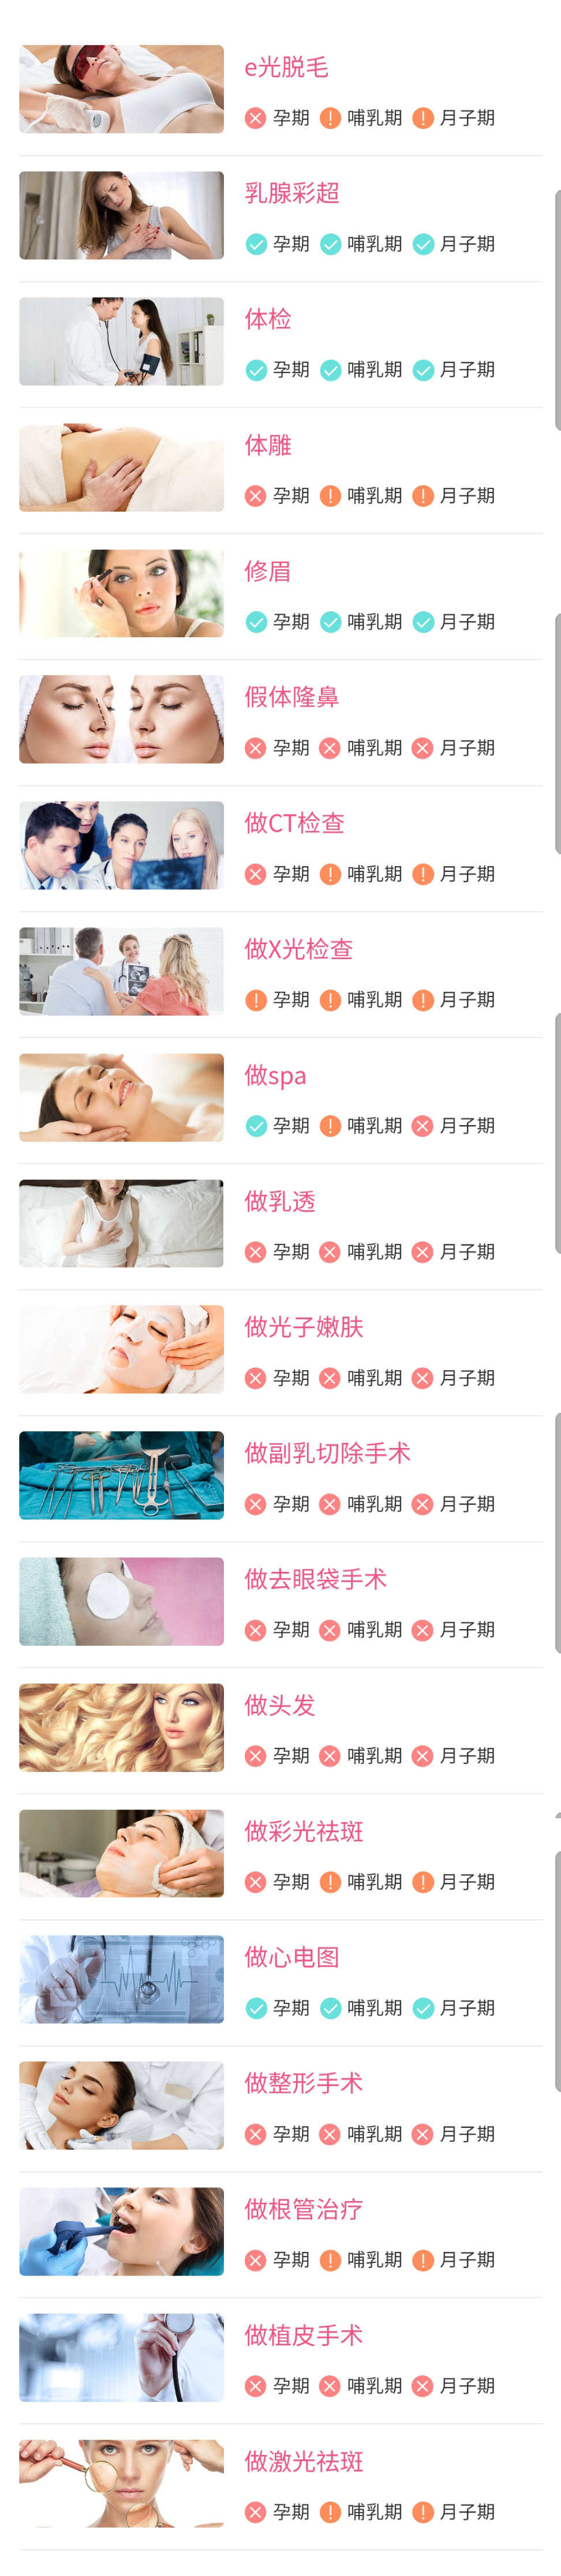 e光脱毛
孕期 哺乳期 月子期
乳腺彩超
孕期 哺乳期 月子期
体检
孕期 哺乳期 月子期
体雕
孕期 哺乳期 月子期
修眉
孕期 哺乳期 月子期
假体隆鼻
孕期 哺乳期 月子期
做CT检查
孕期 哺乳期 月子期
做X光检查
孕期 哺乳期 月子期
做spa
孕期 哺乳期 月子期
做乳透
孕期 哺乳期 月子期
做光子嫩肤
孕期 哺乳期 月子期
做副乳切除手术
孕期 哺乳期 月子期
做去眼袋手术
孕期 哺乳期 月子期
做头发
孕期 哺乳期 月子期
做彩光祛斑
孕期 哺乳期 月子期
做心电图
孕期 哺乳期 月子期
做整形手术
孕期 哺乳期 月子期
做根管治疗
孕期 哺乳期 月子期
做植皮手术
孕期 哺乳期 月子期
做激光祛斑
孕期 哺乳期 月子期